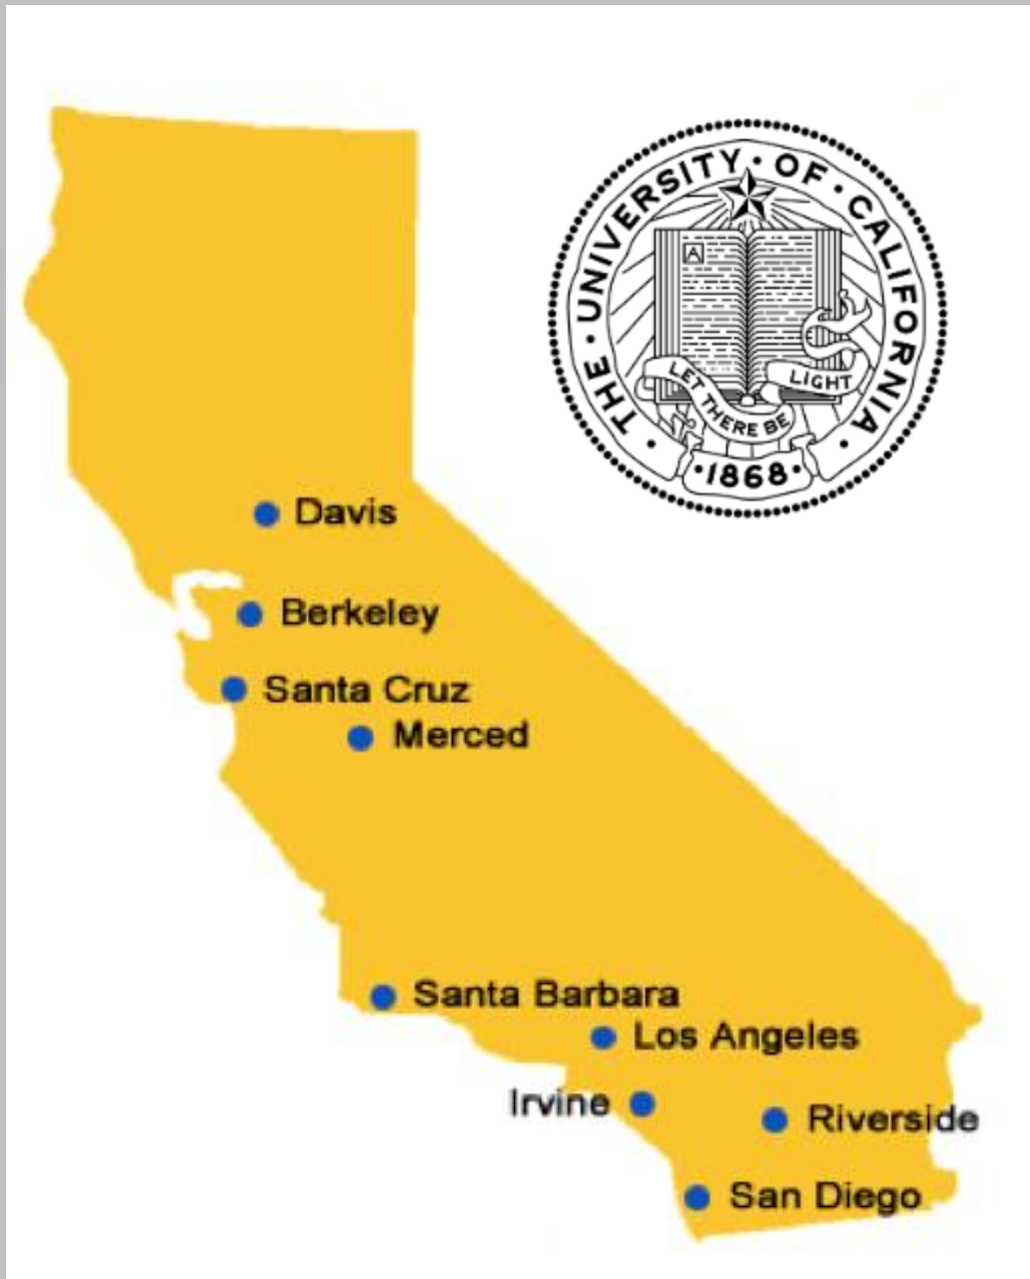 THE · UNIVERSITY · OF · CALIFORNIA
A
LET THERE BE LIGHT
·1868·
Davis
Berkeley
Santa Cruz
Merced
Santa Barbara
Los Angeles
Irvine
Riverside
San Diego